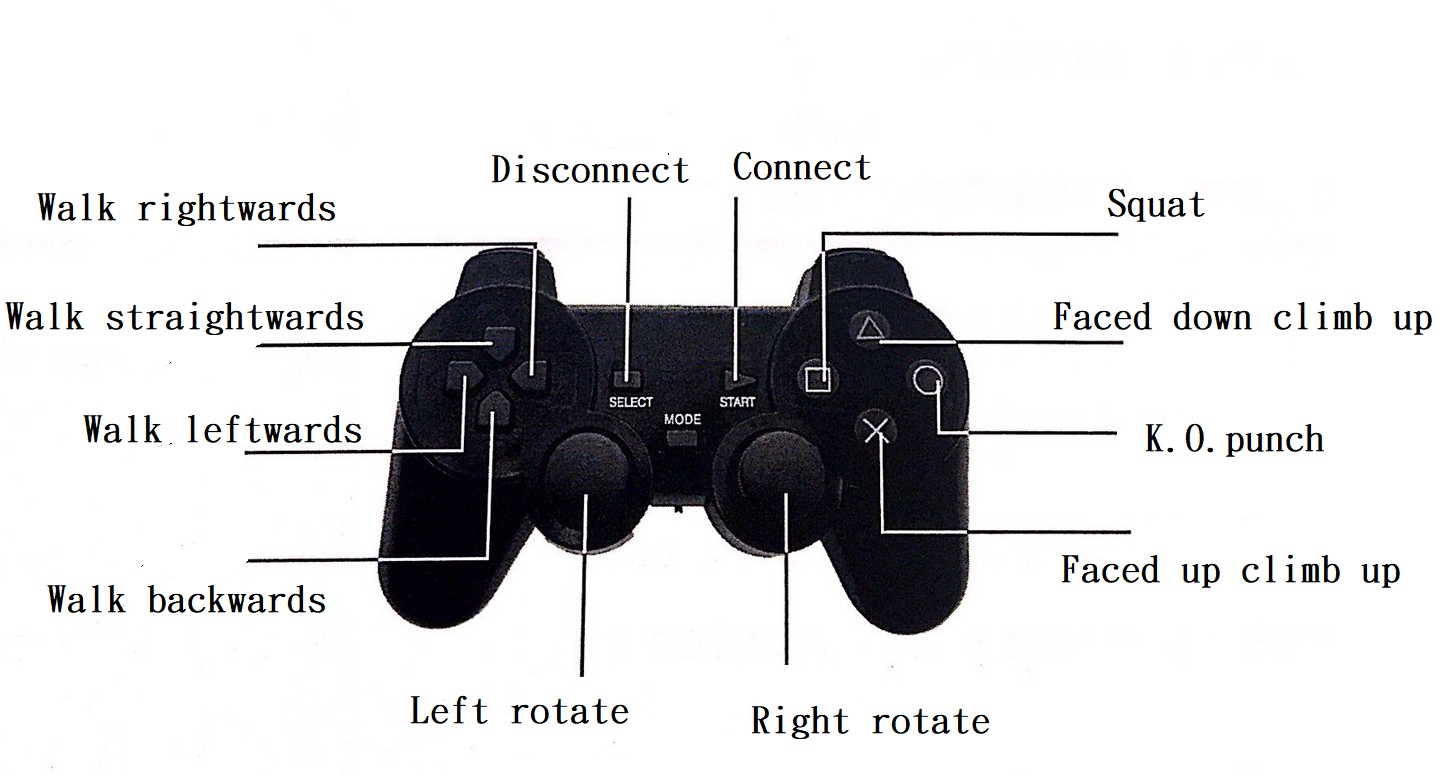 Disconnect
Connect
Walk rightwards
Squat
Walk straightwards
Faced down climb up
SELECT
START
MODE
Walk leftwards
K.O.punch
Faced up climb up
Walk backwards
Left rotate
Right rotate